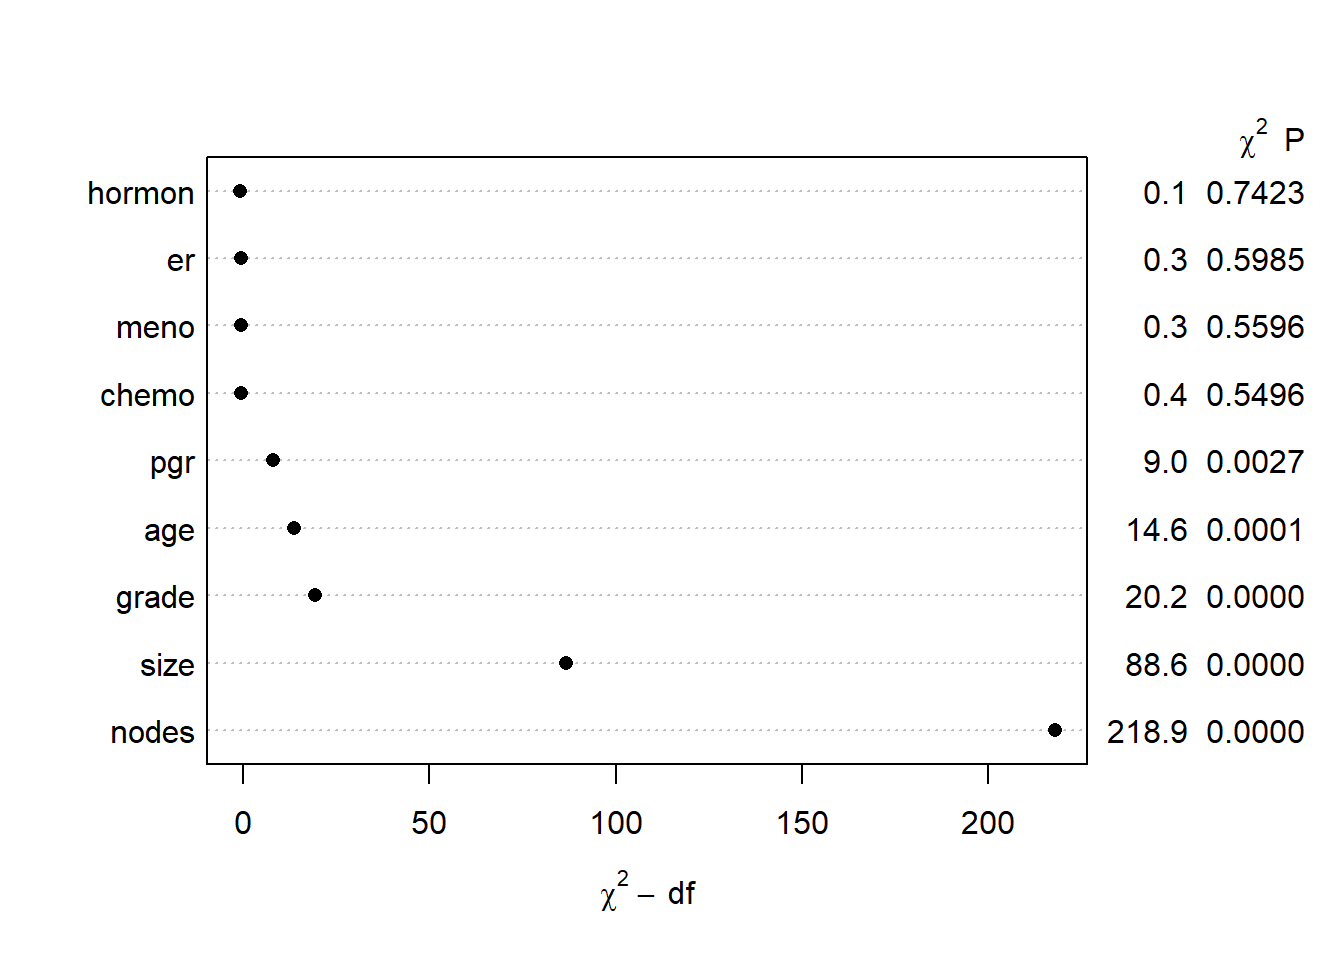 χ² P
hormon 0.1 0.7423
er 0.3 0.5985
meno 0.3 0.5596
chemo 0.4 0.5496
pgr 9.0 0.0027
age 14.6 0.0001
grade 20.2 0.0000
size 88.6 0.0000
nodes 218.9 0.0000
0 50 100 150 200
χ² − df